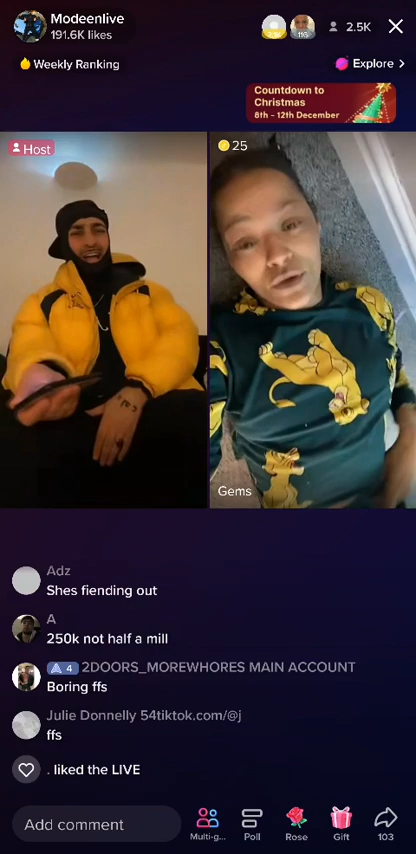 Modeenlive
191.6K likes
2.5K
Weekly Ranking
Explore >
Countdown to
Christmas
8th - 12th December
Host
25
Gems
Adz
Shes fiending out
A
250k not half a mill
4 2DOORS_MOREWHORES MAIN ACCOUNT
Boring ffs
Julie Donnelly 54tiktok.com/@j
ffs
. liked the LIVE
Add comment
Multi-g...
Poll
Rose
Gift
103